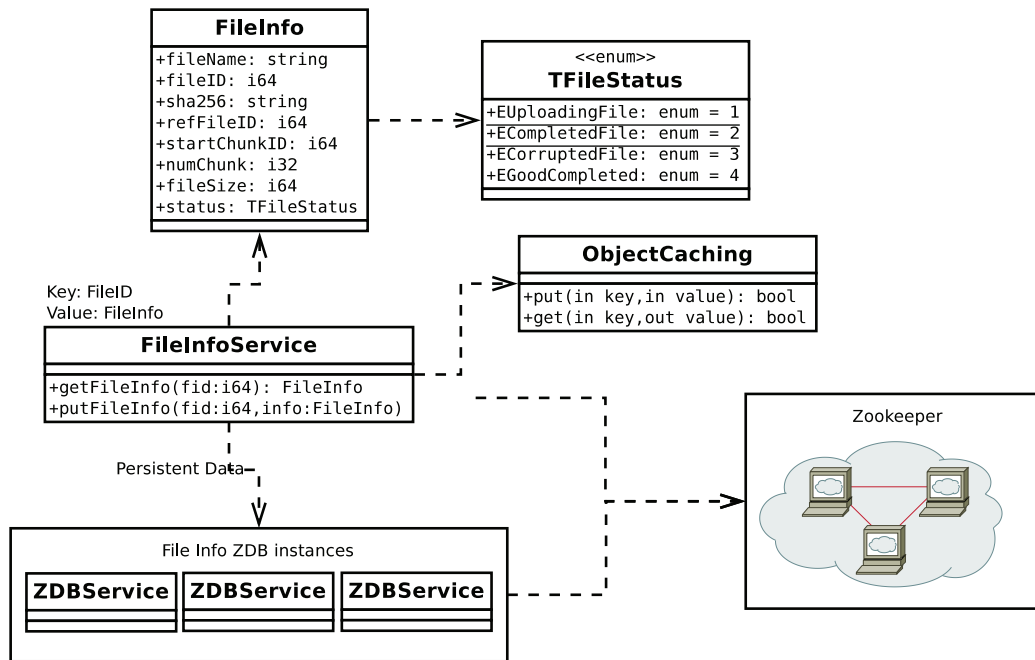 FileInfo
+fileName: string
+fileID: i64
+sha256: string
+refFileID: i64
+startChunkID: i64
+numChunk: i32
+fileSize: i64
+status: TFileStatus
<<enum>>
TFileStatus
+EUploadingFile: enum = 1
+ECompletedFile: enum = 2
+ECorruptedFile: enum = 3
+EGoodCompleted: enum = 4
ObjectCaching
+put(in key,in value): bool
+get(in key,out value): bool
Key: FileID
Value: FileInfo
FileInfoService
+getFileInfo(fid:i64): FileInfo
+putFileInfo(fid:i64,info:FileInfo)
Zookeeper
Persistent Data
File Info ZDB instances
ZDBService
ZDBService
ZDBService